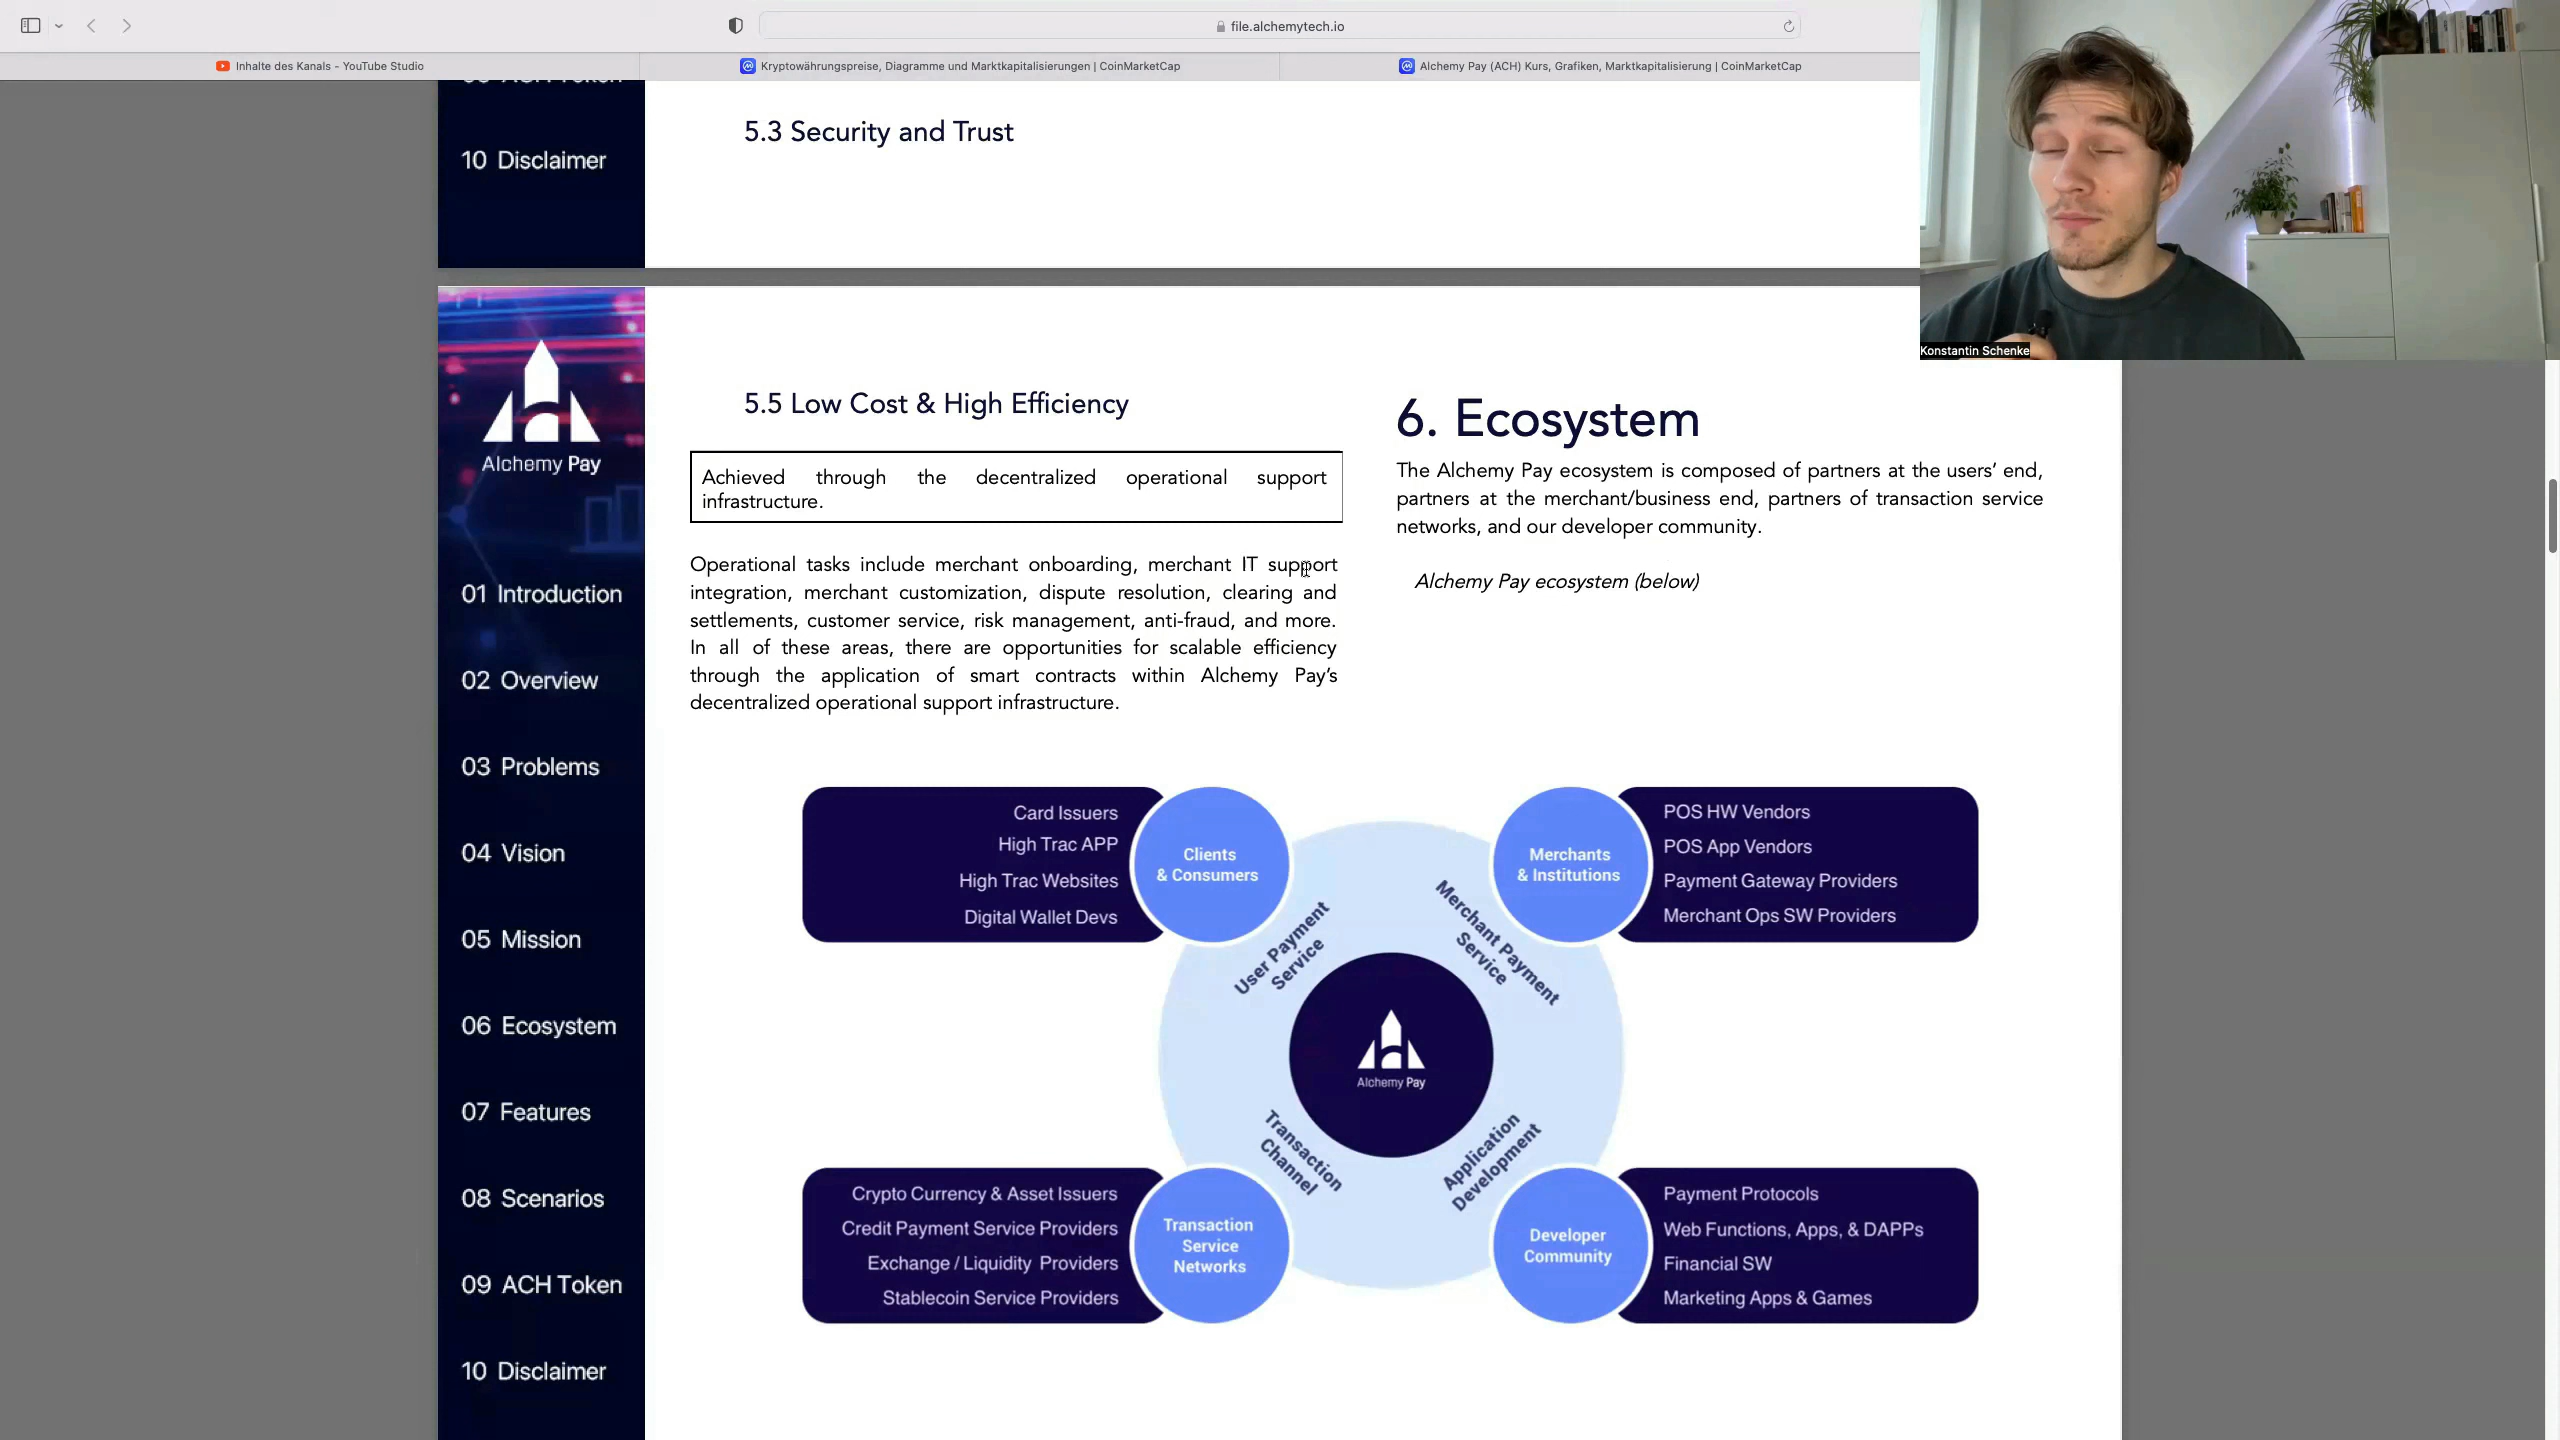 file.alchemytech.io
Inhalte des Kanals - YouTube Studio
Kryptowährungspreise, Diagramme und Marktkapitalisierungen | CoinMarketCap
Alchemy Pay (ACH) Kurs, Grafiken, Marktkapitalisierung | CoinMarketCap
10 Disclaimer
5.3 Security and Trust
Konstantin Schenke
Alchemy Pay
01 Introduction
02 Overview
03 Problems
04 Vision
05 Mission
06 Ecosystem
07 Features
08 Scenarios
09 ACH Token
10 Disclaimer
5.5 Low Cost & High Efficiency
Achieved through the decentralized operational support
infrastructure.
Operational tasks include merchant onboarding, merchant IT support
integration, merchant customization, dispute resolution, clearing and
settlements, customer service, risk management, anti-fraud, and more.
In all of these areas, there are opportunities for scalable efficiency
through the application of smart contracts within Alchemy Pay's
decentralized operational support infrastructure.
6. Ecosystem
The Alchemy Pay ecosystem is composed of partners at the users' end,
partners at the merchant/business end, partners of transaction service
networks, and our developer community.
Alchemy Pay ecosystem (below)
Card Issuers
High Trac APP
High Trac Websites
Digital Wallet Devs
Clients
& Consumers
Merchants
& Institutions
POS HW Vendors
POS App Vendors
Payment Gateway Providers
Merchant Ops SW Providers
User Payment
Service
Merchant Payment
Service
Alchemy Pay
Transaction
Channel
Application
Development
Crypto Currency & Asset Issuers
Credit Payment Service Providers
Exchange / Liquidity Providers
Stablecoin Service Providers
Transaction
Service
Networks
Developer
Community
Payment Protocols
Web Functions, Apps, & DAPPs
Financial SW
Marketing Apps & Games